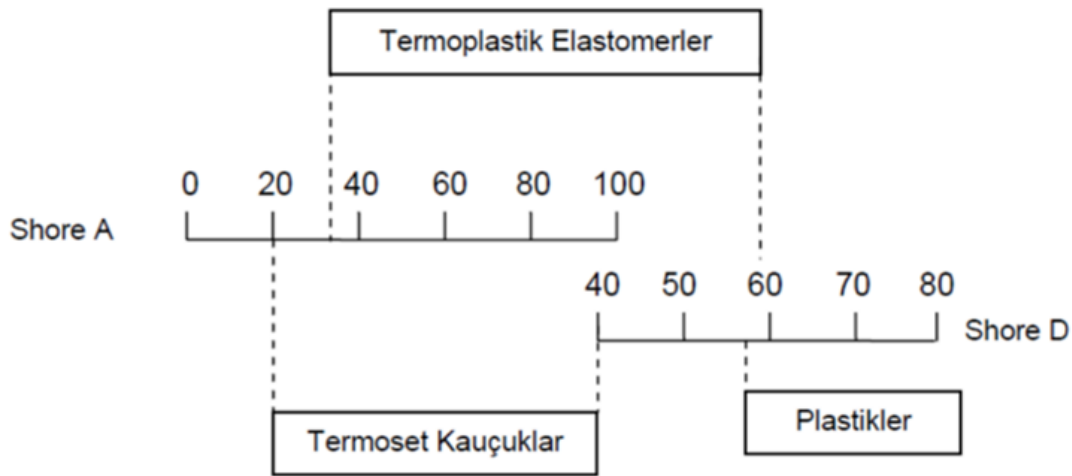 Termoplastik Elastomerler
0 20 40 60 80 100
Shore A
40 50 60 70 80
Shore D
Termoset Kauçuklar
Plastikler